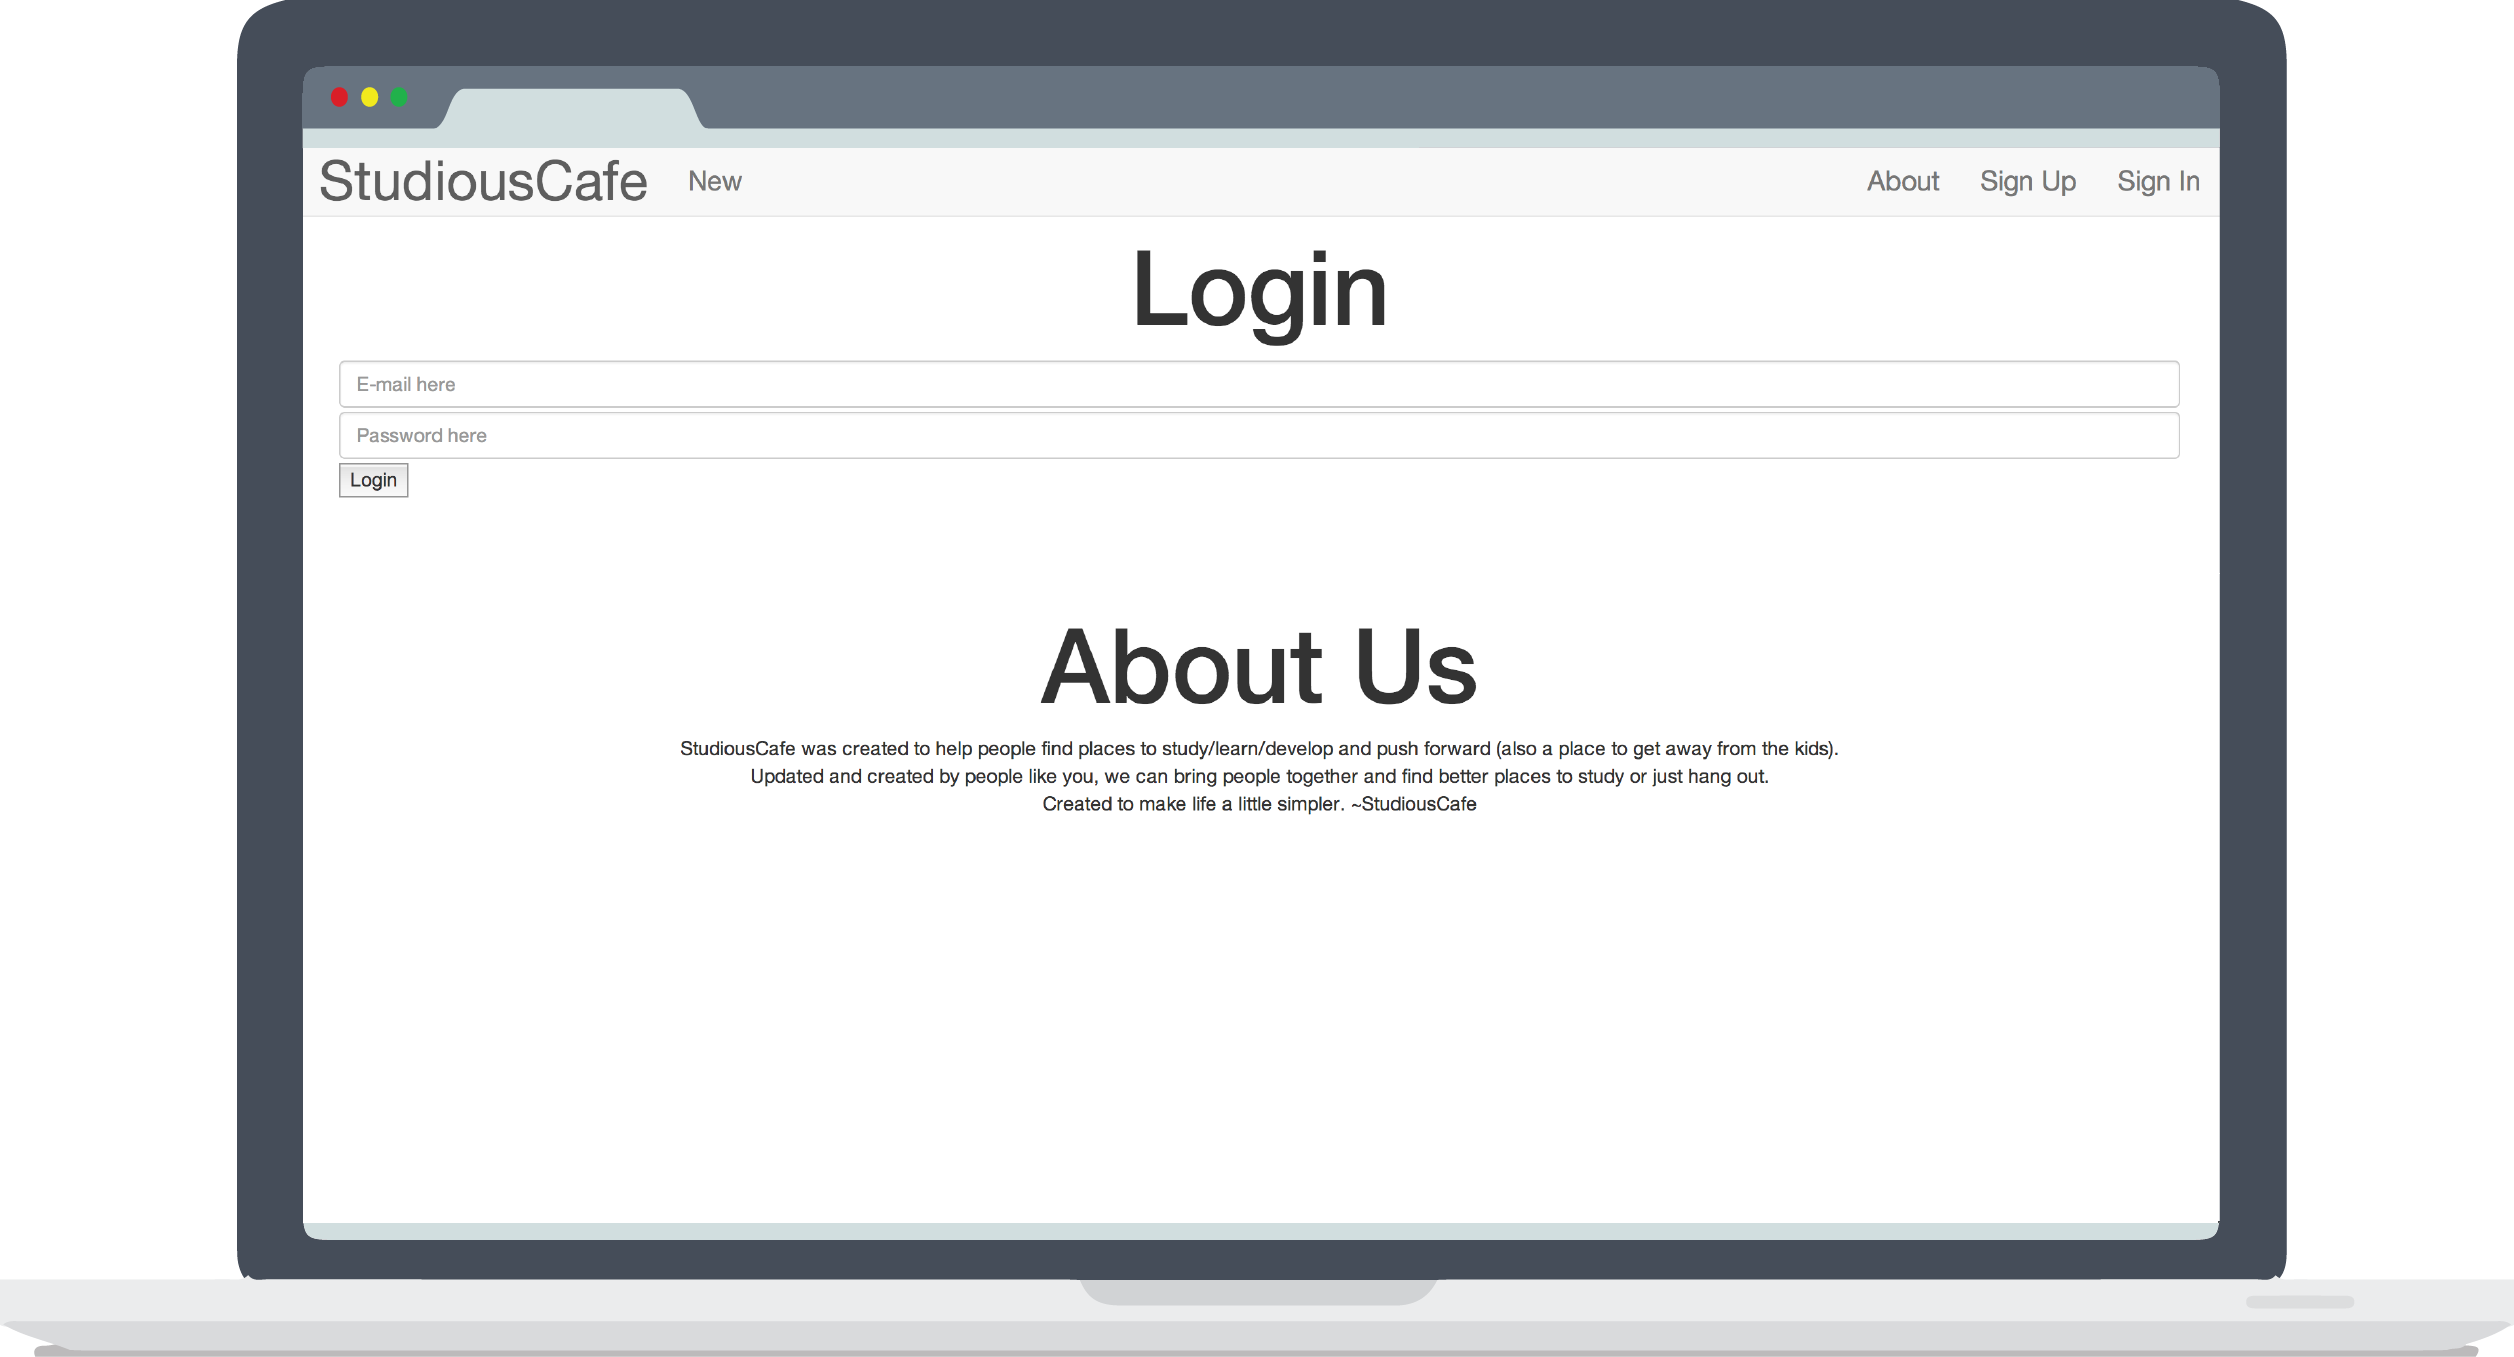 StudiousCafe New About Sign Up Sign In
Login
E-mail here
Password here
Login
About Us
StudiousCafe was created to help people find places to study/learn/develop and push forward (also a place to get away from the kids).
Updated and created by people like you, we can bring people together and find better places to study or just hang out.
Created to make life a little simpler. ~StudiousCafe